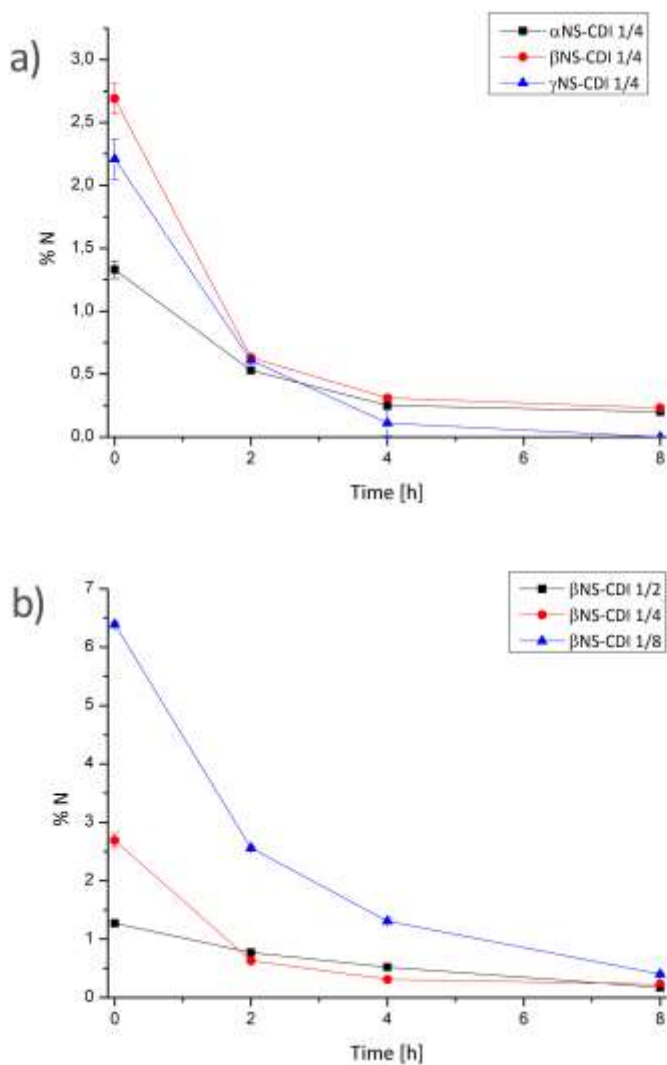 a)
αNS-CDI 1/4
βNS-CDI 1/4
γNS-CDI 1/4
3,0
2,5
2,0
1,5
1,0
0,5
0,0
% N
0
2
4
6
8
Time [h]
b)
βNS-CDI 1/2
βNS-CDI 1/4
βNS-CDI 1/8
7
6
5
4
3
2
1
0
% N
0
2
4
6
8
Time [h]